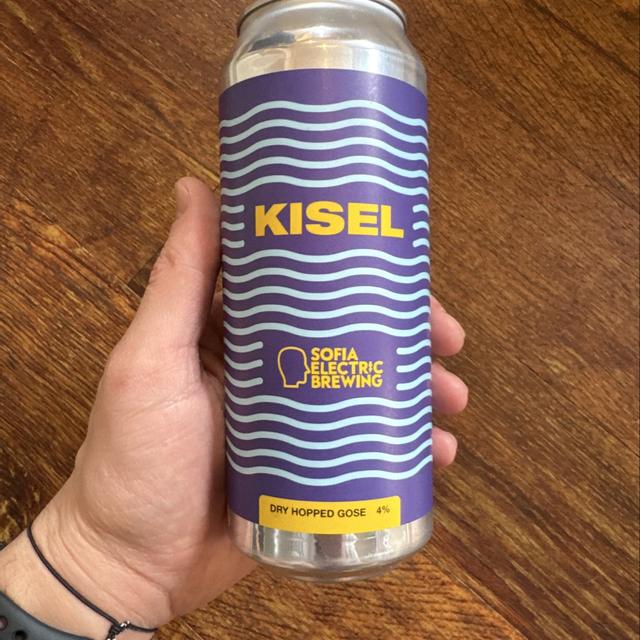 KISEL
SOFIA
ELECTRIC
BREWING
DRY HOPPED GOSE 4%